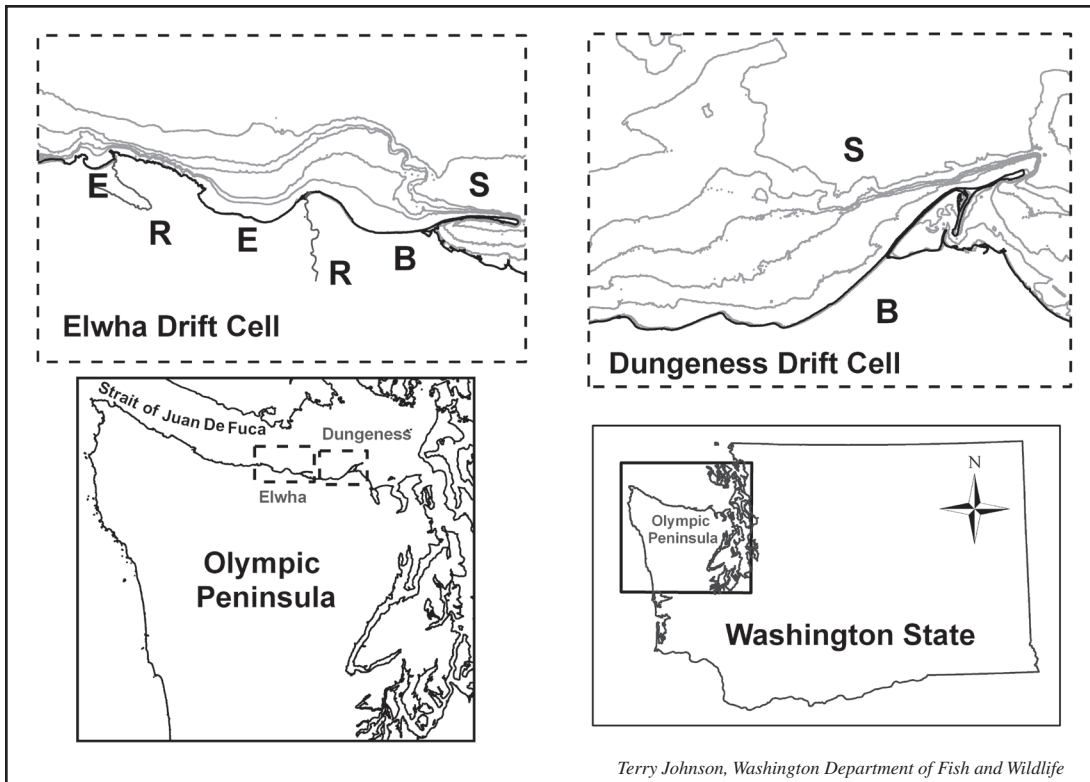 E
R
E
R
B
S
Elwha Drift Cell
S
B
Dungeness Drift Cell
Strait of Juan De Fuca
Dungeness
Elwha
Olympic
Peninsula
N
Olympic
Peninsula
Washington State
Terry Johnson, Washington Department of Fish and Wildlife